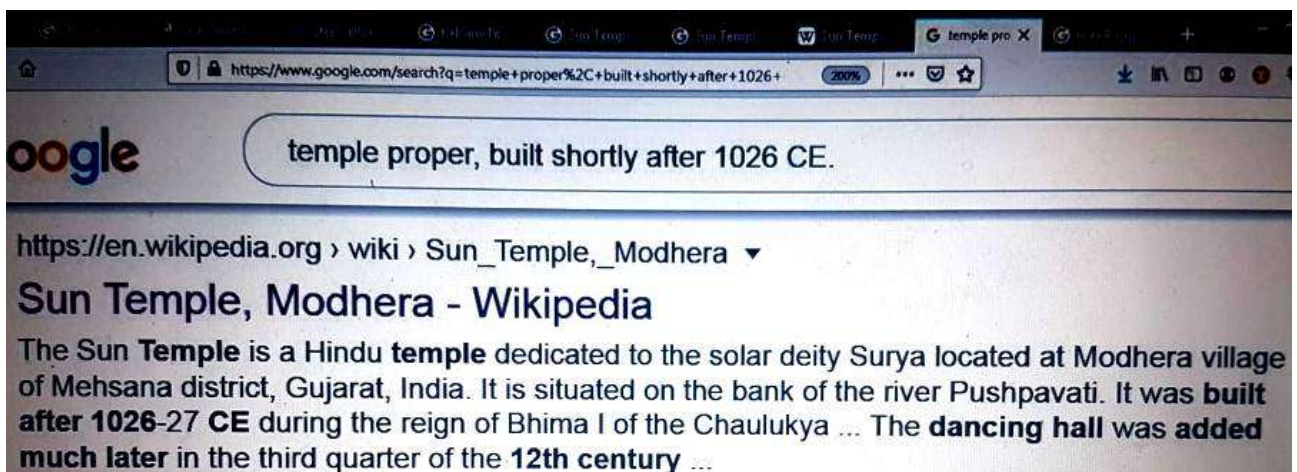 temple pro X
https://www.google.com/search?q=temple+proper%2C+built+shortly+after+1026+ 200%
oogle temple proper, built shortly after 1026 CE.
https://en.wikipedia.org › wiki › Sun_Temple,_Modhera
Sun Temple, Modhera - Wikipedia
The Sun Temple is a Hindu temple dedicated to the solar deity Surya located at Modhera village
of Mehsana district, Gujarat, India. It is situated on the bank of the river Pushpavati. It was built
after 1026-27 CE during the reign of Bhima I of the Chaulukya ... The dancing hall was added
much later in the third quarter of the 12th century ...